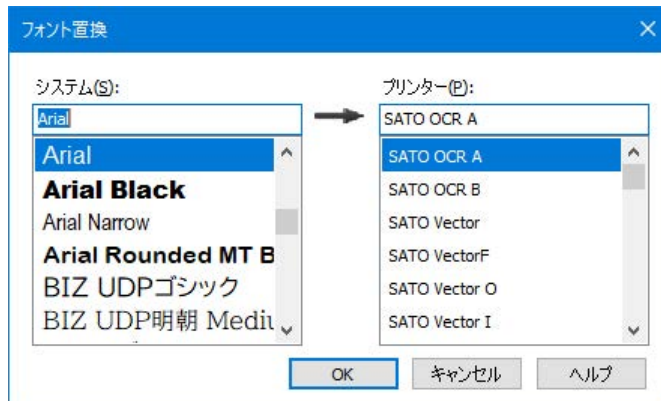 フォント置換
システム(S):
プリンター(P):
Arial
SATO OCR A
Arial
Arial Black
Arial Narrow
Arial Rounded MT B
BIZ UDPゴシック
BIZ UDP明朝 Mediu
SATO OCR A
SATO OCR B
SATO Vector
SATO VectorF
SATO Vector O
SATO Vector I
OK
キャンセル
ヘルプ